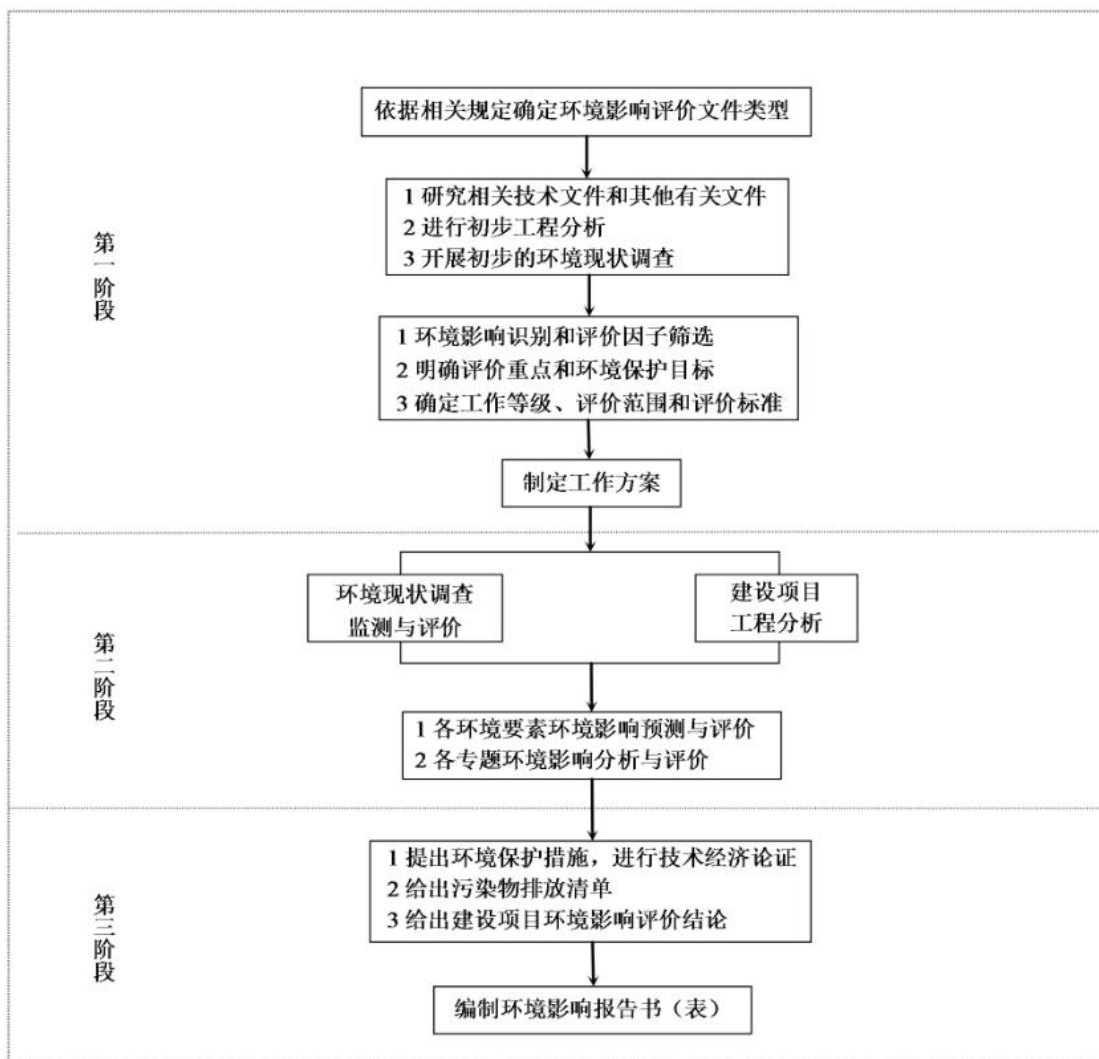 依据相关规定确定环境影响评价文件类型
1 研究相关技术文件和其他有关文件
2 进行初步工程分析
3 开展初步的环境现状调查
第一阶段
1 环境影响识别和评价因子筛选
2 明确评价重点和环境保护目标
3 确定工作等级、评价范围和评价标准
制定工作方案
环境现状调查
监测与评价
建设项目
工程分析
第二阶段
1 各环境要素环境影响预测与评价
2 各专题环境影响分析与评价
1 提出环境保护措施，进行技术经济论证
2 给出污染物排放清单
3 给出建设项目环境影响评价结论
第三阶段
编制环境影响报告书（表）